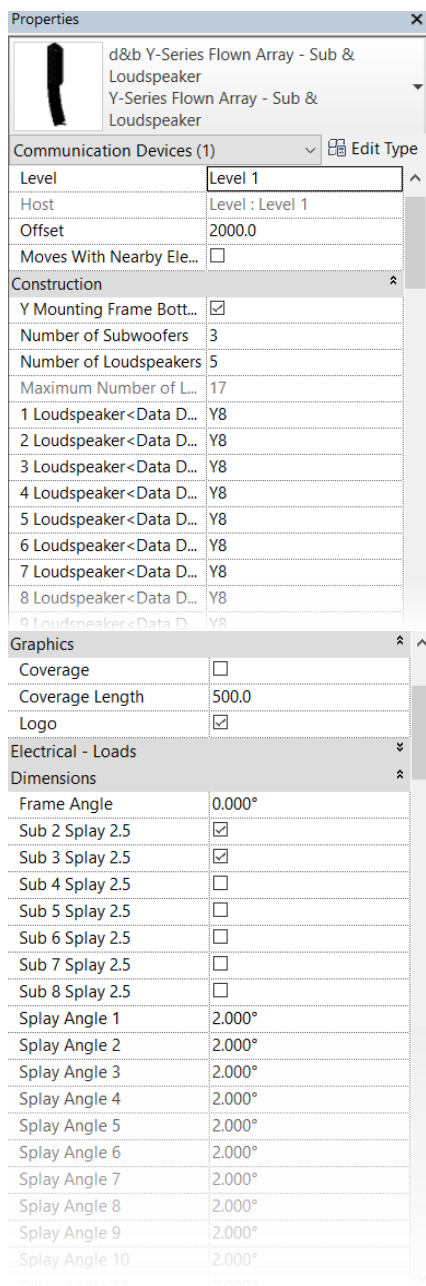 Properties
d&b Y-Series Flown Array - Sub &
Loudspeaker
Y-Series Flown Array - Sub &
Loudspeaker
Communication Devices (1) Edit Type
Level Level 1
Host Level : Level 1
Offset 2000.0
Moves With Nearby Ele...
Construction
Y Mounting Frame Bott...
Number of Subwoofers 3
Number of Loudspeakers 5
Maximum Number of L... 17
1 Loudspeaker<Data D... Y8
2 Loudspeaker<Data D... Y8
3 Loudspeaker<Data D... Y8
4 Loudspeaker<Data D... Y8
5 Loudspeaker<Data D... Y8
6 Loudspeaker<Data D... Y8
7 Loudspeaker<Data D... Y8
8 Loudspeaker<Data D... Y8
9 Loudspeaker<Data D... Y8
Graphics
Coverage
Coverage Length 500.0
Logo
Electrical - Loads
Dimensions
Frame Angle 0.000°
Sub 2 Splay 2.5
Sub 3 Splay 2.5
Sub 4 Splay 2.5
Sub 5 Splay 2.5
Sub 6 Splay 2.5
Sub 7 Splay 2.5
Sub 8 Splay 2.5
Splay Angle 1 2.000°
Splay Angle 2 2.000°
Splay Angle 3 2.000°
Splay Angle 4 2.000°
Splay Angle 5 2.000°
Splay Angle 6 2.000°
Splay Angle 7 2.000°
Splay Angle 8 2.000°
Splay Angle 9 2.000°
Splay Angle 10 2.000°